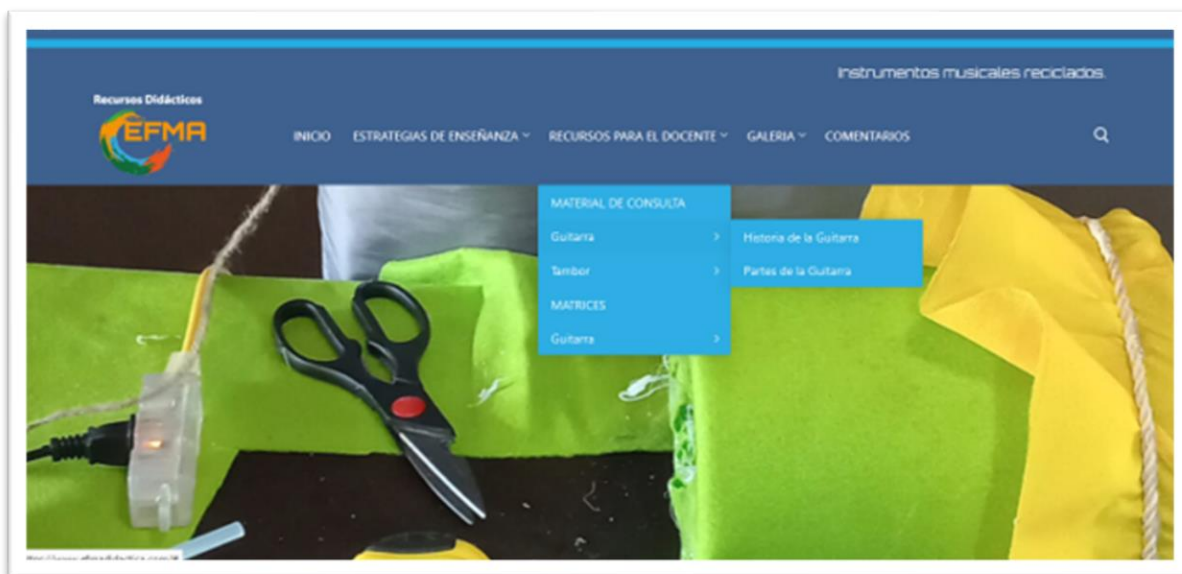 Instrumentos musicales reciclados.
Recursos Didácticos
EFMA
INICIO ESTRATEGIAS DE ENSEÑANZA RECURSOS PARA EL DOCENTE GALERIA COMENTARIOS
MATERIAL DE CONSULTA
Guitarra
Historia de la Guitarra
Tambor
Partes de la Guitarra
MATRICES
Guitarra